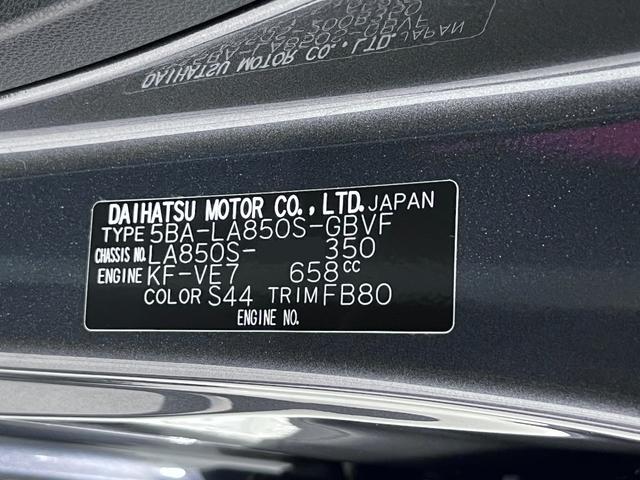 DAIHATSU MOTOR CO., LTD. JAPAN
TYPE 5BA-LA850S-GBVF
CHASSIS NO. LA850S- 350
ENGINE KF-VE7 658cc
COLOR S44 TRIM FB80
ENGINE NO.